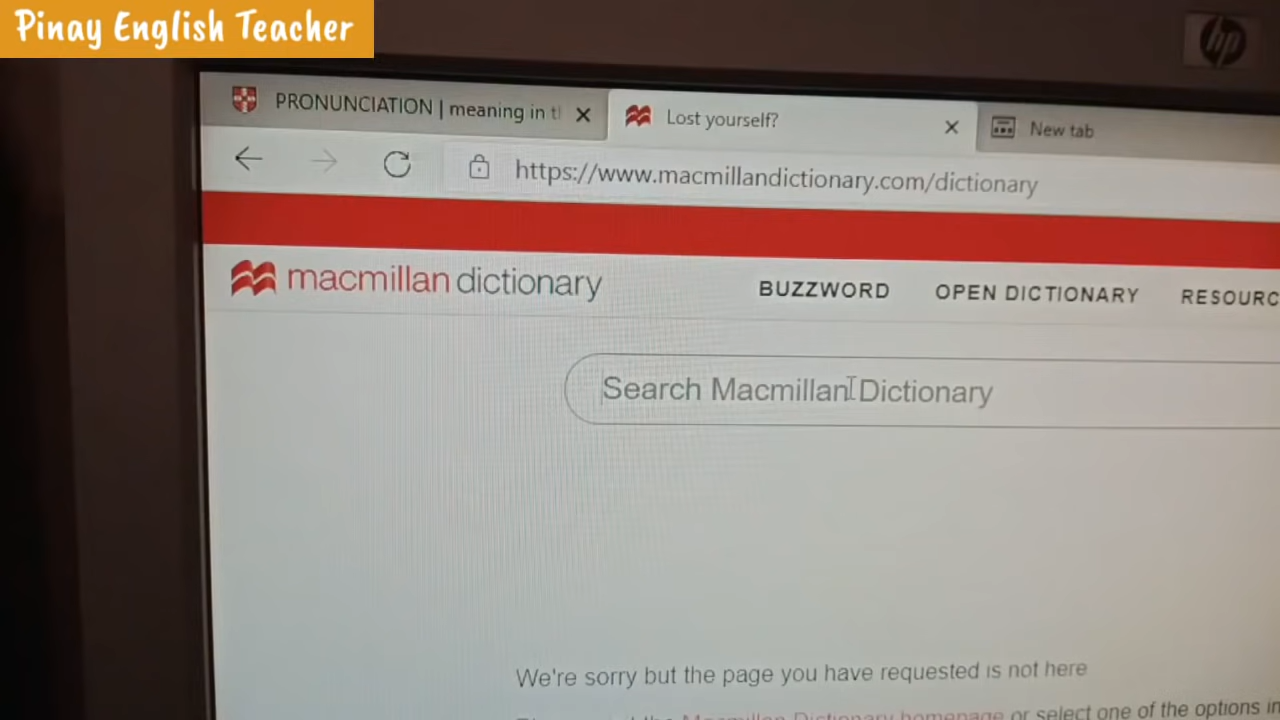 Pinay English Teacher
hp
PRONUNCIATION | meaning in t
Lost yourself?
New tab
https://www.macmillandictionary.com/dictionary
macmillan dictionary
BUZZWORD
OPEN DICTIONARY
RESOURC
Search Macmillan Dictionary
We're sorry but the page you have requested is not here
Macmillan Dictionary homepage or select one of the options in